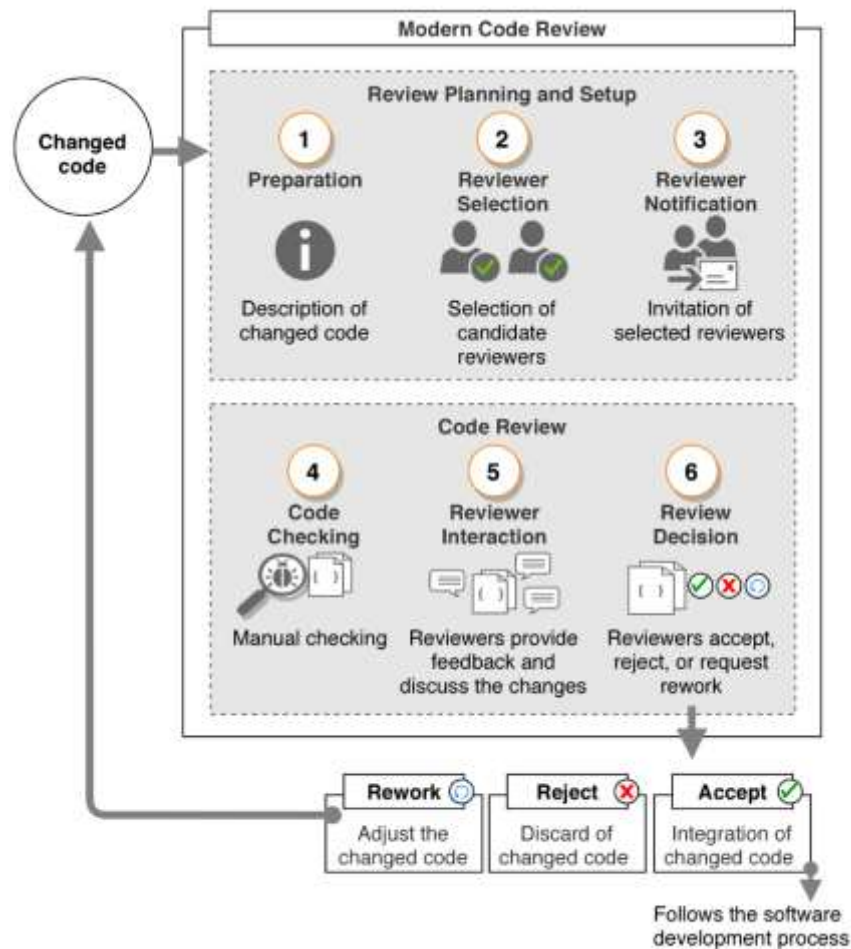 Modern Code Review
Changed
code
Review Planning and Setup
1
Preparation
Description of
changed code
2
Reviewer
Selection
Selection of
candidate
reviewers
3
Reviewer
Notification
Invitation of
selected reviewers
Code Review
4
Code
Checking
Manual checking
5
Reviewer
Interaction
Reviewers provide
feedback and
discuss the changes
6
Review
Decision
Reviewers accept,
reject, or request
rework
Rework
Adjust the
changed code
Reject
Discard of
changed code
Accept
Integration of
changed code
Follows the software
development process